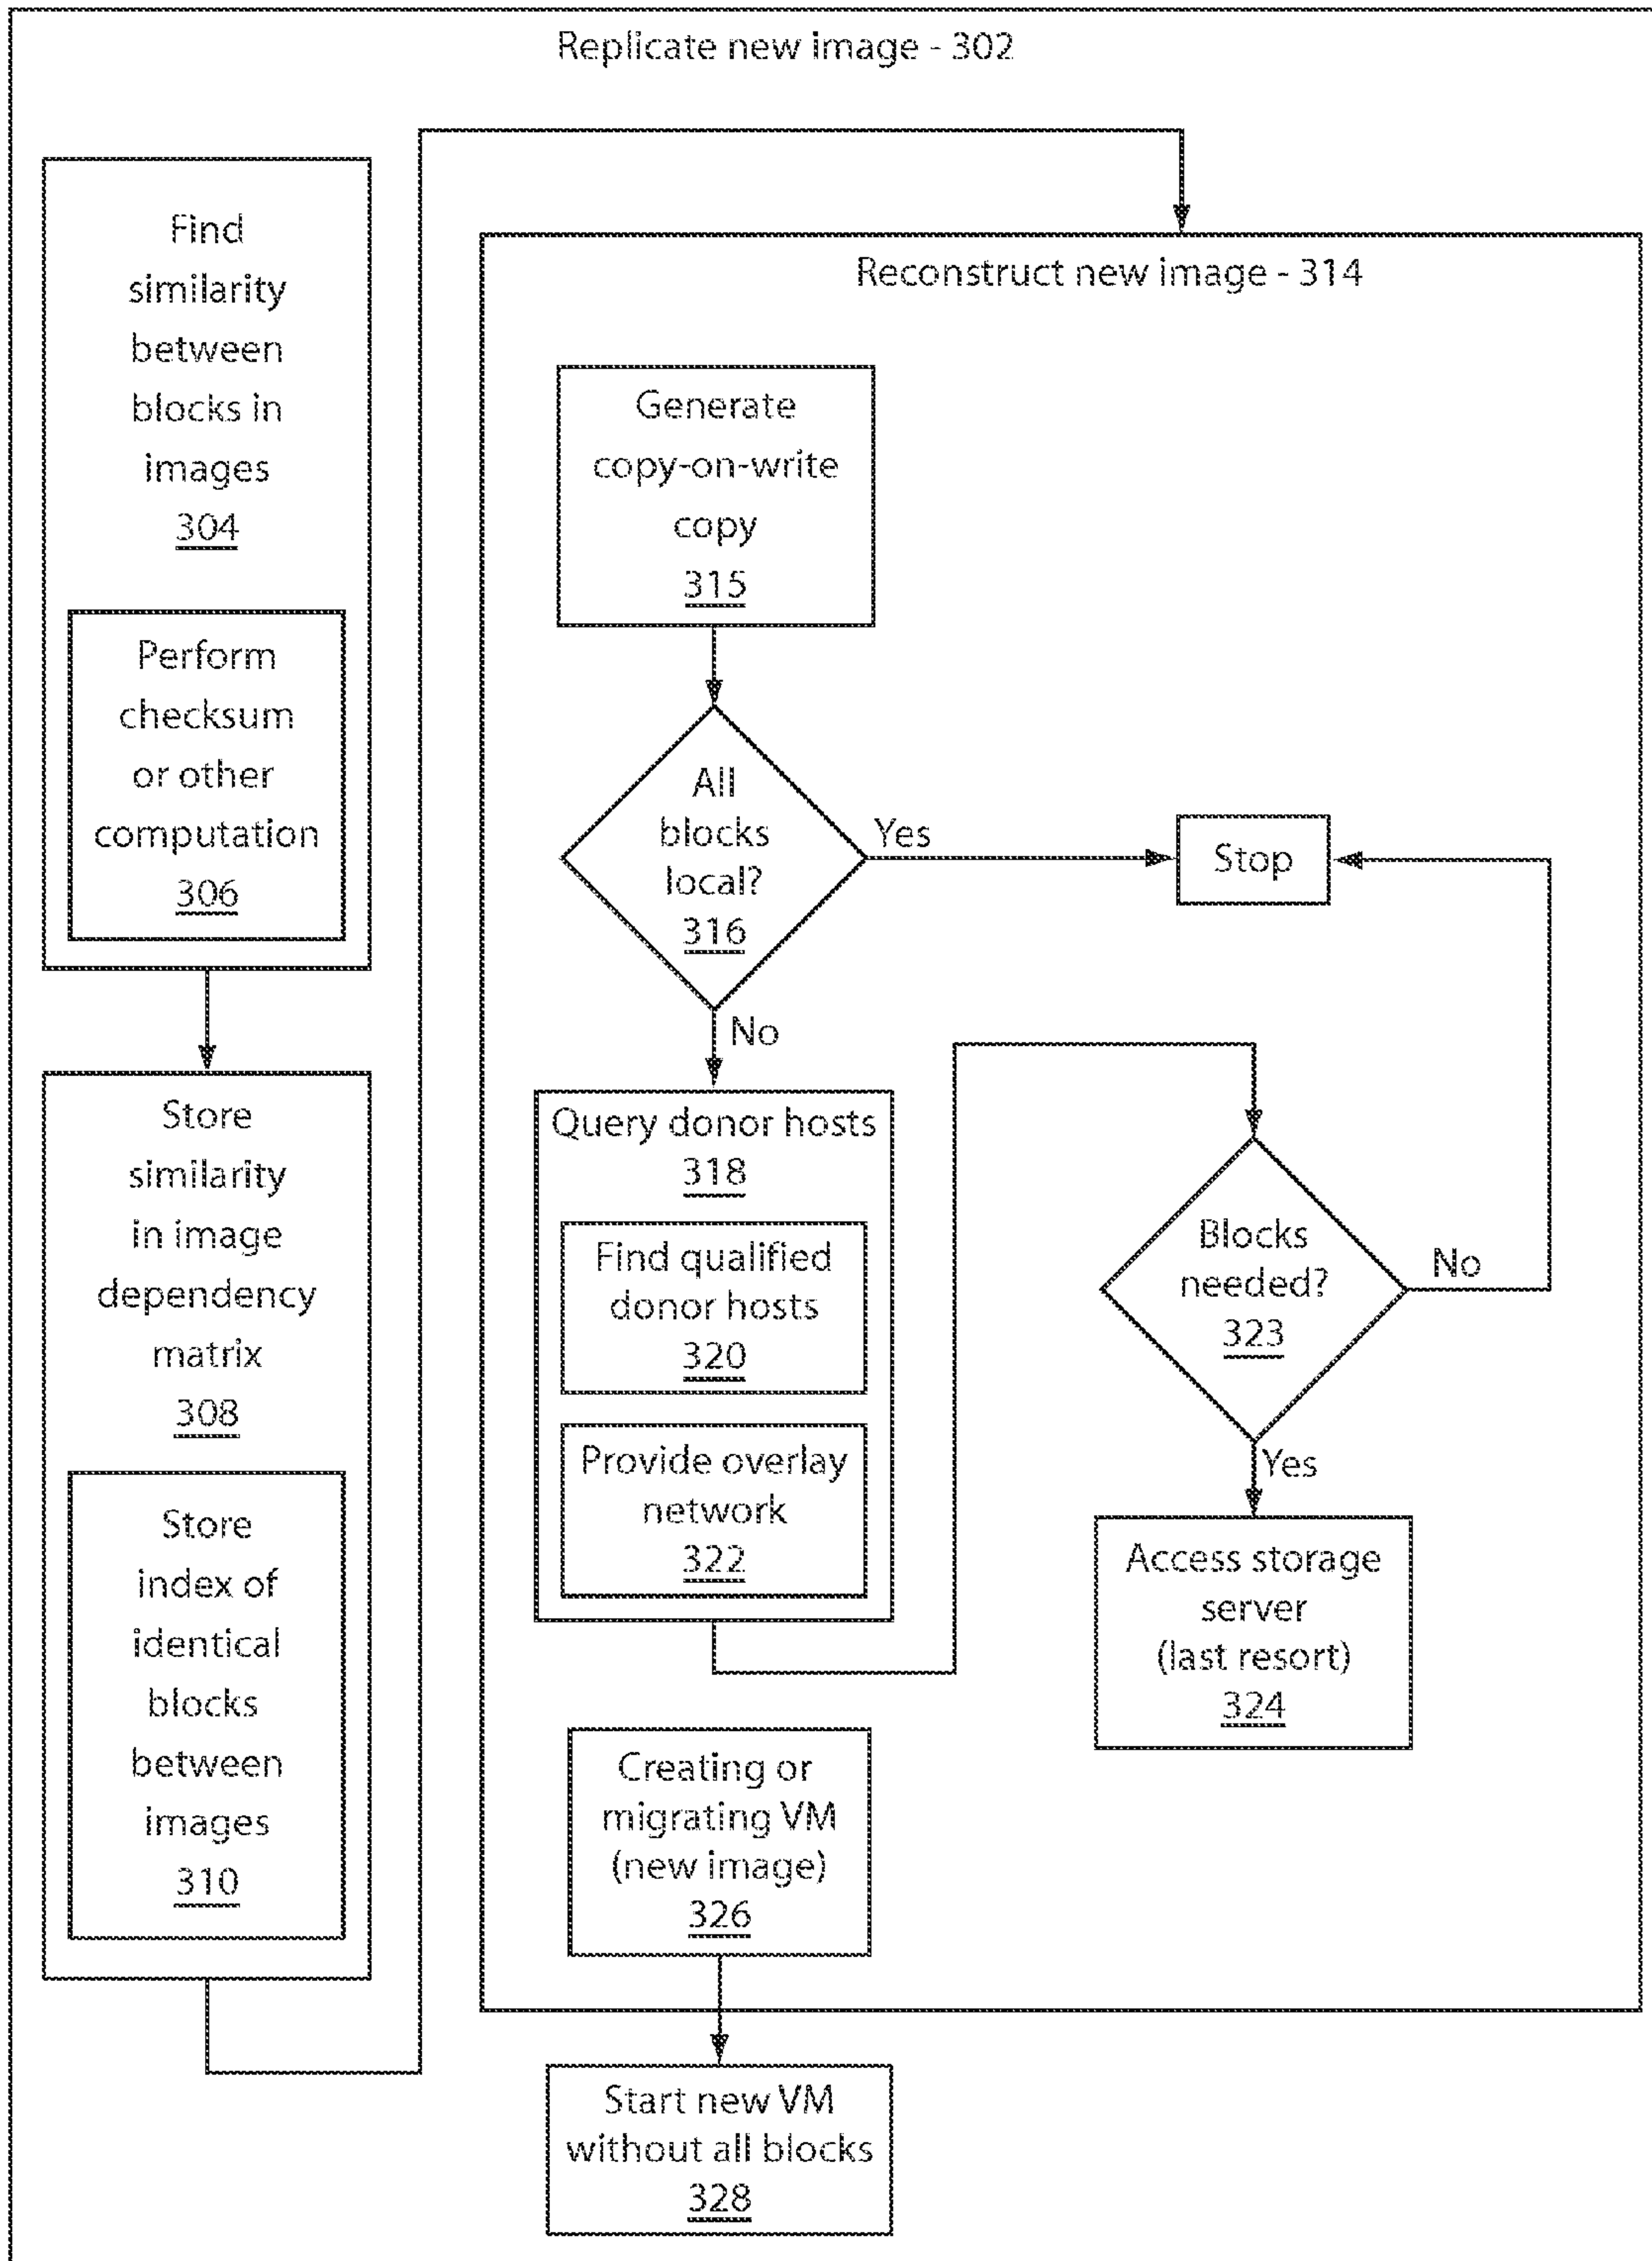 Replicate new image - 302
Find
similarity
between
blocks in
images
304
Perform
checksum
or other
computation
306
Store
similarity
in image
dependency
matrix
308
Store
index of
identical
blocks
between
images
310
Reconstruct new image - 314
Generate
copy-on-write
copy
315
All
blocks
local?
316
Yes
Stop
No
Query donor hosts
318
Find qualified
donor hosts
320
Provide overlay
network
322
Blocks
needed?
323
No
Yes
Access storage
server
(last resort)
324
Creating or
migrating VM
(new image)
326
Start new VM
without all blocks
328